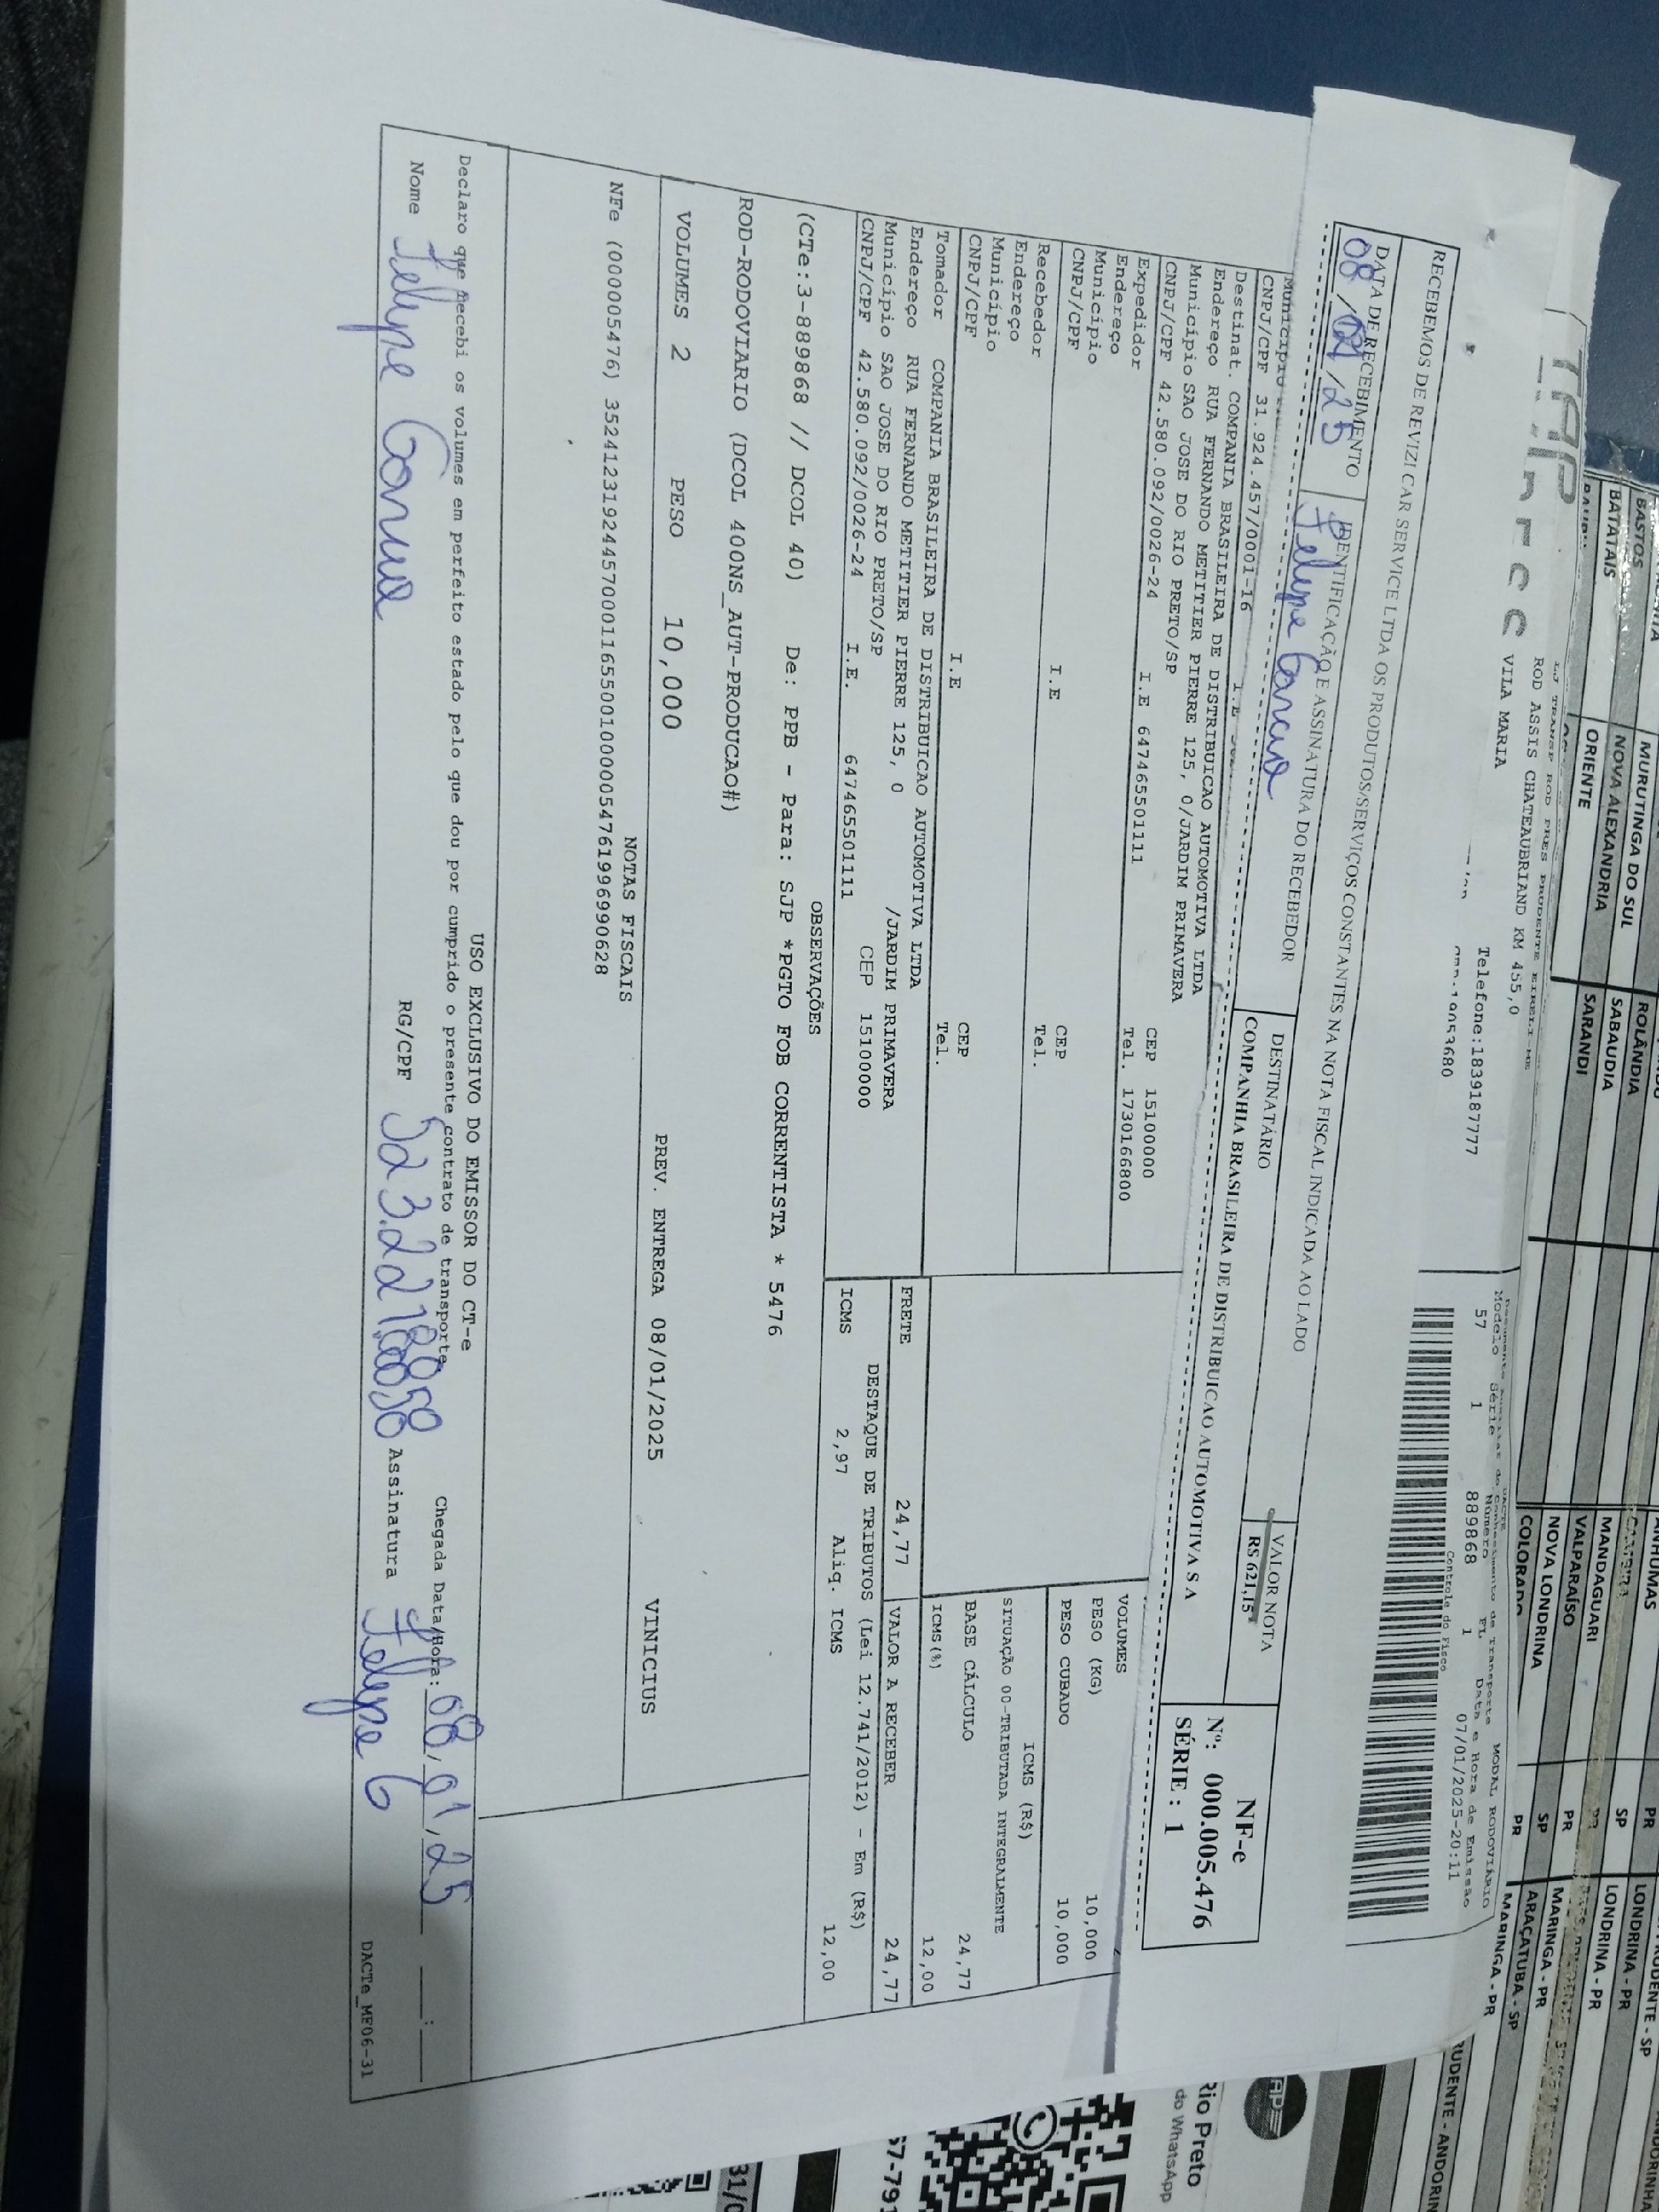 RECEBEMOS DE REVIZI CAR SERVICE LTDA OS PRODUTOS/SERVIÇOS CONSTANTES NA NOTA FISCAL INDICADA AO LADO
DATA DE RECEBIMENTO
IDENTIFICAÇÃO E ASSINATURA DO RECEBEDOR
DESTINATÁRIO
COMPANHIA BRASILEIRA DE DISTRIBUICAO AUTOMOTIVA S A
VALOR NOTA
R$ 621,15
NF-e
Nº: 000.005.476
SÉRIE : 1
ROD ASSIS CHATEAUBRIAND KM 455,0
VILA MARIA
Telefone:1839187777
Modelo Série Número FL Data e Hora de Emissão
57 1 889868 1 07/01/2025-20:11
Controle do Fisco
MODAL RODOVIÁRIO
CNPJ/CPF 31.924.457/0001-16
Destinat. COMPANIA BRASILEIRA DE DISTRIBUICAO AUTOMOTIVA LTDA
Endereço RUA FERNANDO METITIER PIERRE 125, 0/JARDIM PRIMAVERA
Município SAO JOSE DO RIO PRETO/SP CEP 15100000
CNPJ/CPF 42.580.092/0026-24 I.E 647465501111 Tel. 1730166800
Expedidor
Endereço
Município CEP
CNPJ/CPF I.E Tel.
Recebedor
Endereço
Município CEP
CNPJ/CPF I.E Tel.
Tomador COMPANIA BRASILEIRA DE DISTRIBUICAO AUTOMOTIVA LTDA
Endereço RUA FERNANDO METITIER PIERRE 125, 0 /JARDIM PRIMAVERA
Município SAO JOSE DO RIO PRETO/SP CEP 15100000
CNPJ/CPF 42.580.092/0026-24 I.E. 647465501111
VOLUMES
PESO (KG) 10,000
PESO CUBADO 10,000
ICMS (R$)
SITUAÇÃO 00-TRIBUTADA INTEGRALMENTE
BASE CÁLCULO 24,77
ICMS(%) 12,00
FRETE 24,77
VALOR A RECEBER 24,77
DESTAQUE DE TRIBUTOS (Lei 12.741/2012) - Em (R$)
ICMS 2,97 Aliq. ICMS 12,00
OBSERVAÇÕES
(CTe:3-889868 // DCOL 40) De: PPB - Para: SJP *PGTO FOB CORRENTISTA * 5476
ROD-RODOVIARIO (DCOL 400NS_AUT-PRODUCAO#)
VOLUMES 2 PESO 10,000 PREV. ENTREGA 08/01/2025 VINICIUS
NOTAS FISCAIS
NFe (000005476) 35241231924457000116550010000054761996990628
USO EXCLUSIVO DO EMISSOR DO CT-e
Declaro que recebi os volumes em perfeito estado pelo que dou por cumprido o presente contrato de transporte
Chegada Data/Hora: 08,01,25
Nome
RG/CPF
Assinatura
DACTe_MF06-31
BASTOS
BATATAIS
MURUTINGA DO SUL
NOVA ALEXANDRIA
ORIENTE
ROLÂNDIA
SABAUDIA
SARANDI
MANDAGUARI
VALPARAÍSO
NOVA LONDRINA
COLORADO
LONDRINA - PR
LONDRINA - PR
MARINGA - PR
ARAÇATUBA - SP
MARINGA - PR
Rio Preto
do WhatsApp